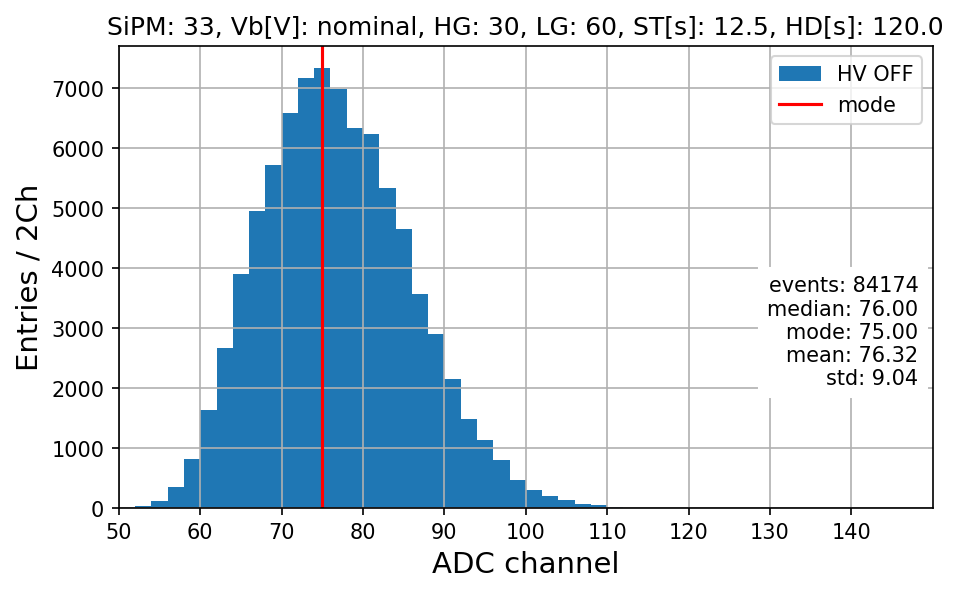 SiPM: 33, Vb[V]: nominal, HG: 30, LG: 60, ST[s]: 12.5, HD[s]: 120.0
HV OFF
mode
7000
6000
5000
4000
3000
2000
1000
0
Entries / 2Ch
events: 84174
median: 76.00
mode: 75.00
mean: 76.32
std: 9.04
50 60 70 80 90 100 110 120 130 140
ADC channel